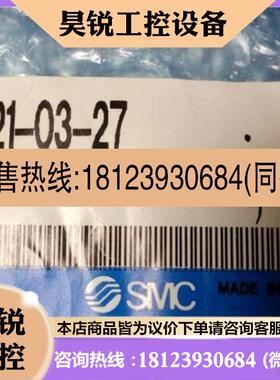 昊锐工控设备
21-03-27
售热线:18123930684(同
SMC
MADE IN
锐
控
本店商品皆为议价下单请咨询客服
咨询热线:18123930684 (微